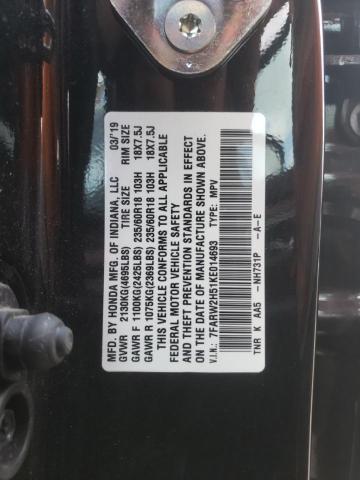 MFD. BY HONDA MFG. OF INDIANA, LLC 03/'19
GVWR 2130KG(4695LBS) TIRE SIZE RIM SIZE
GAWR F 1100KG(2425LBS) 235/60R18 103H 18X7.5J
GAWR R 1075KG(2369LBS) 235/60R18 103H 18X7.5J
THIS VEHICLE CONFORMS TO ALL APPLICABLE
FEDERAL MOTOR VEHICLE SAFETY
AND THEFT PREVENTION STANDARDS IN EFFECT
ON THE DATE OF MANUFACTURE SHOWN ABOVE.
V.I.N.: 7FARW2H51KE014693 TYPE: MPV
TNR K AA5 -NH731P -A-E